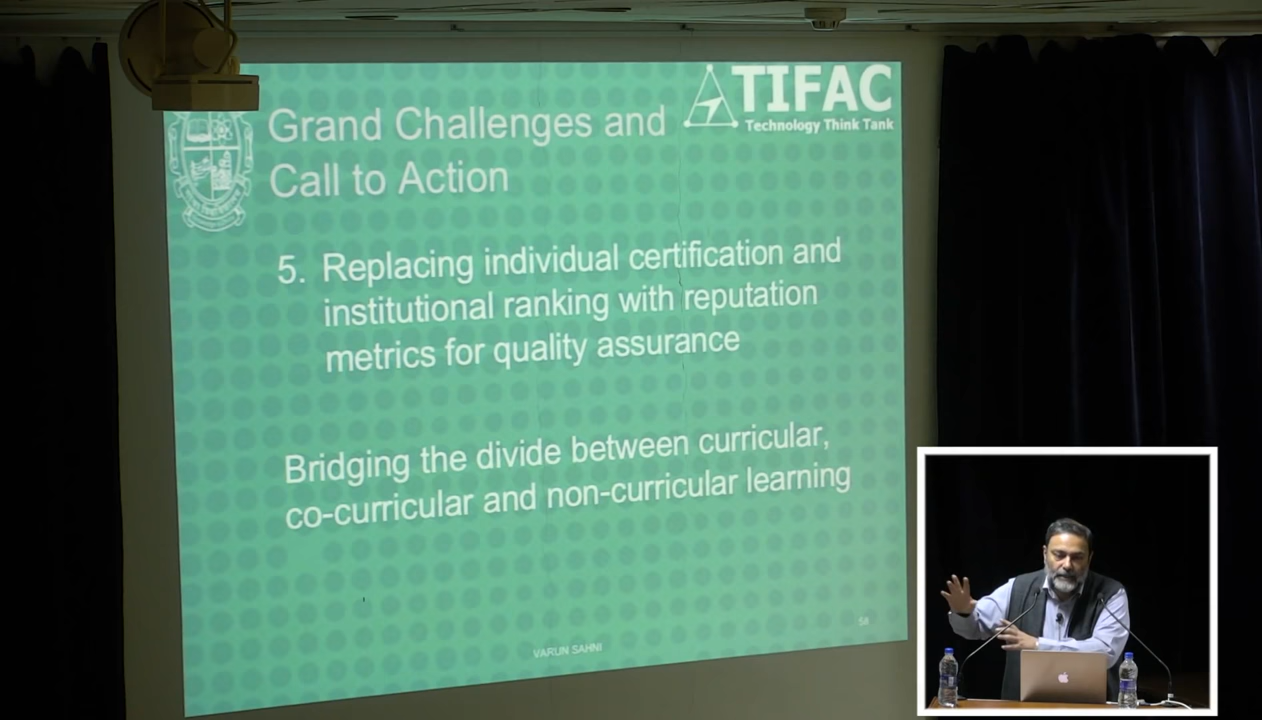 TIFAC
Technology Think Tank
Grand Challenges and
Call to Action
5. Replacing individual certification and
institutional ranking with reputation
metrics for quality assurance
Bridging the divide between curricular,
co-curricular and non-curricular learning
VARUN SAHNI
58